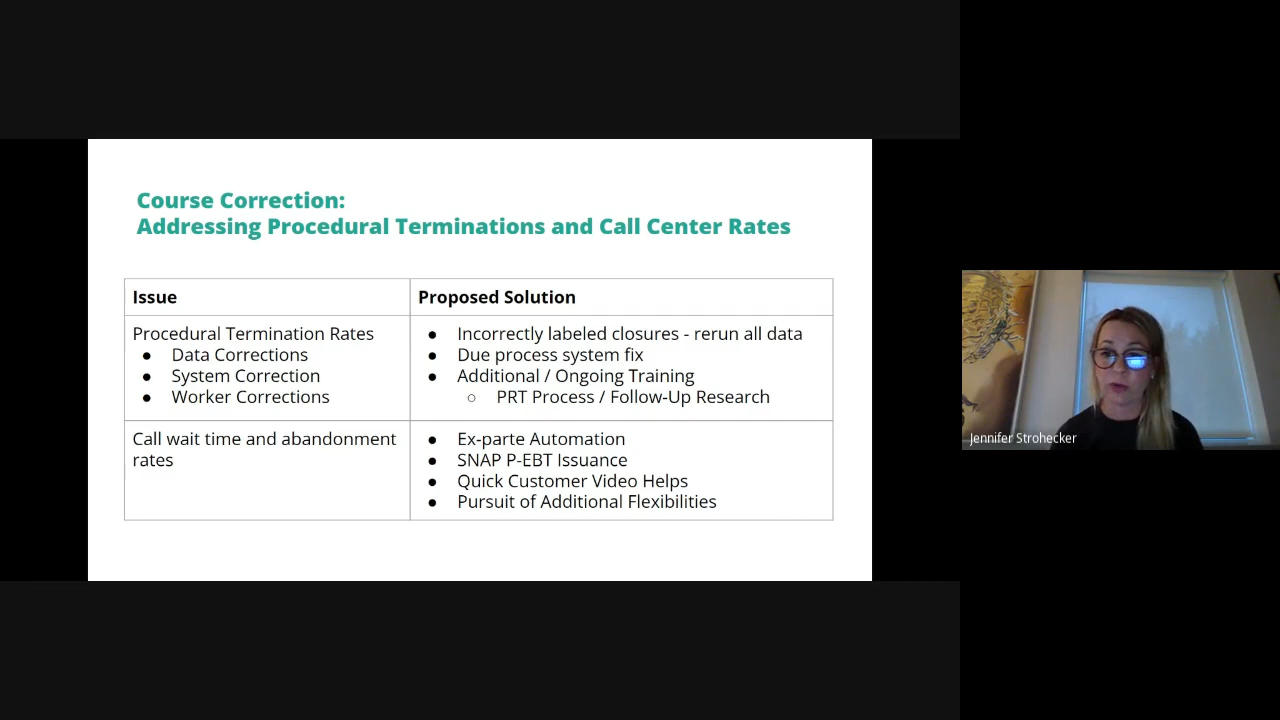 Course Correction:
Addressing Procedural Terminations and Call Center Rates
Issue
Proposed Solution
Procedural Termination Rates
● Data Corrections
● System Correction
● Worker Corrections
● Incorrectly labeled closures - rerun all data
● Due process system fix
● Additional / Ongoing Training
○ PRT Process / Follow-Up Research
Call wait time and abandonment
rates
● Ex-parte Automation
● SNAP P-EBT Issuance
● Quick Customer Video Helps
● Pursuit of Additional Flexibilities
Jennifer Strohecker